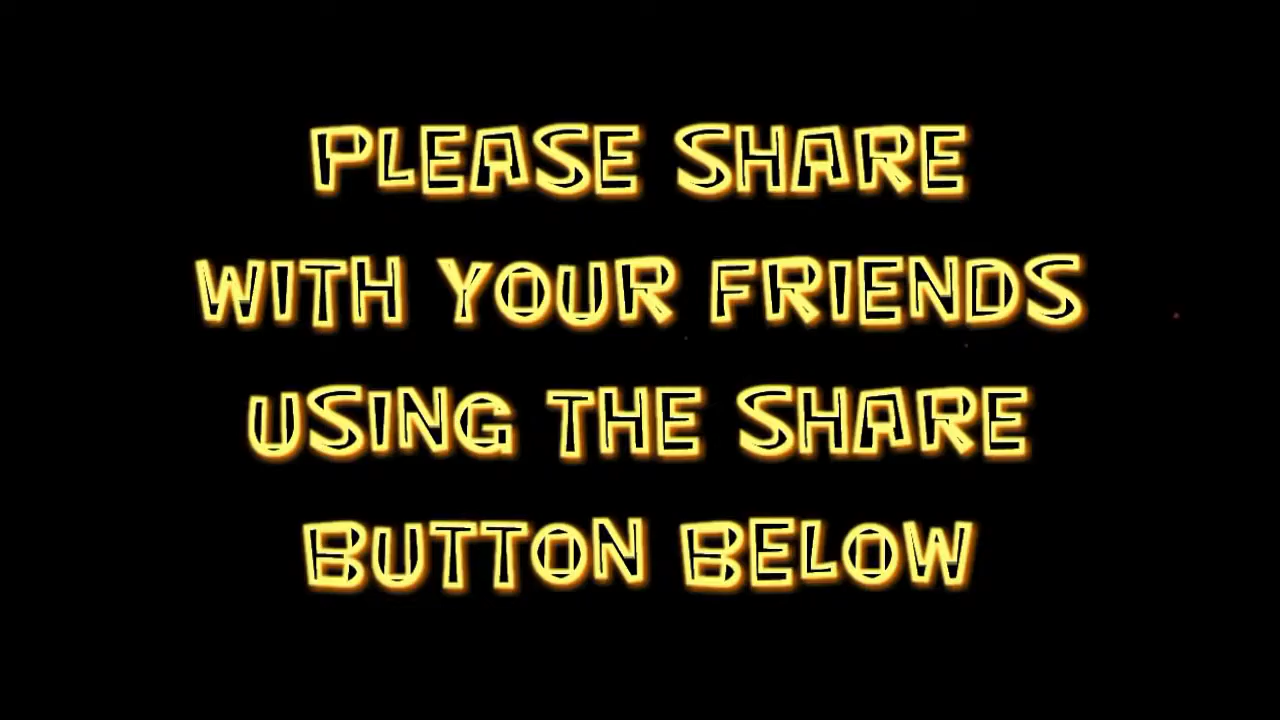 PLEASE SHARE
WITH YOUR FRIENDS
USING THE SHARE
BUTTON BELOW